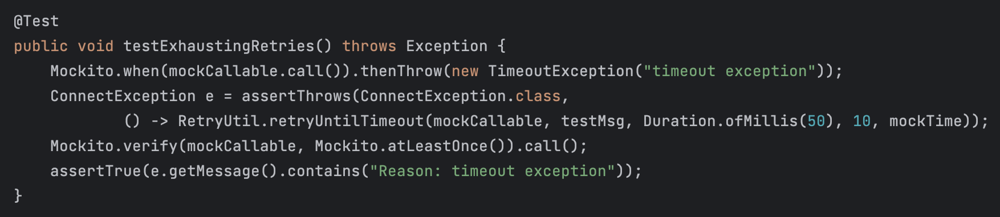 @Test
public void testExhaustingRetries() throws Exception {
    Mockito.when(mockCallable.call()).thenThrow(new TimeoutException("timeout exception"));
    ConnectException e = assertThrows(ConnectException.class,
            () -> RetryUtil.retryUntilTimeout(mockCallable, testMsg, Duration.ofMillis(50), 10, mockTime));
    Mockito.verify(mockCallable, Mockito.atLeastOnce()).call();
    assertTrue(e.getMessage().contains("Reason: timeout exception"));
}